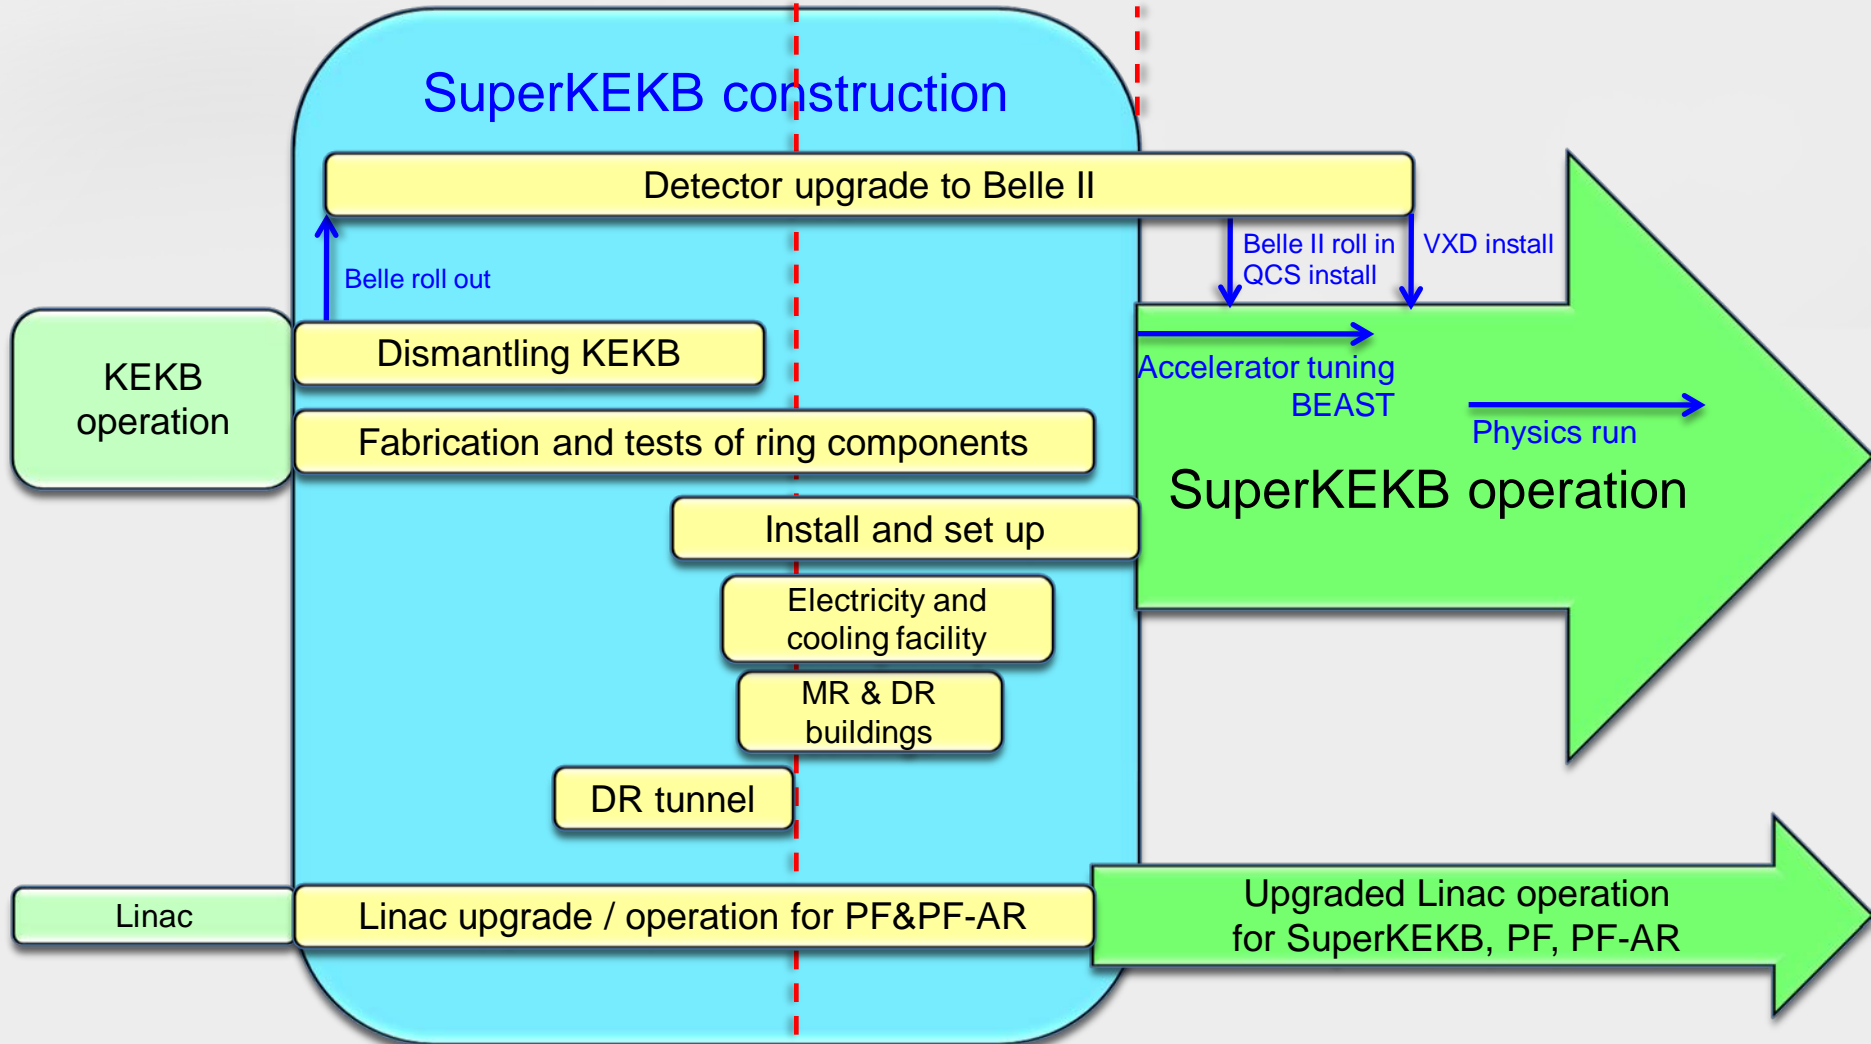 SuperKEKB construction
Detector upgrade to Belle II
Belle roll out
Belle II roll in
QCS install
VXD install
KEKB
operation
Dismantling KEKB
Accelerator tuning
BEAST
Physics run
Fabrication and tests of ring components
SuperKEKB operation
Install and set up
Electricity and
cooling facility
MR & DR
buildings
DR tunnel
Linac
Linac upgrade / operation for PF&PF-AR
Upgraded Linac operation
for SuperKEKB, PF, PF-AR